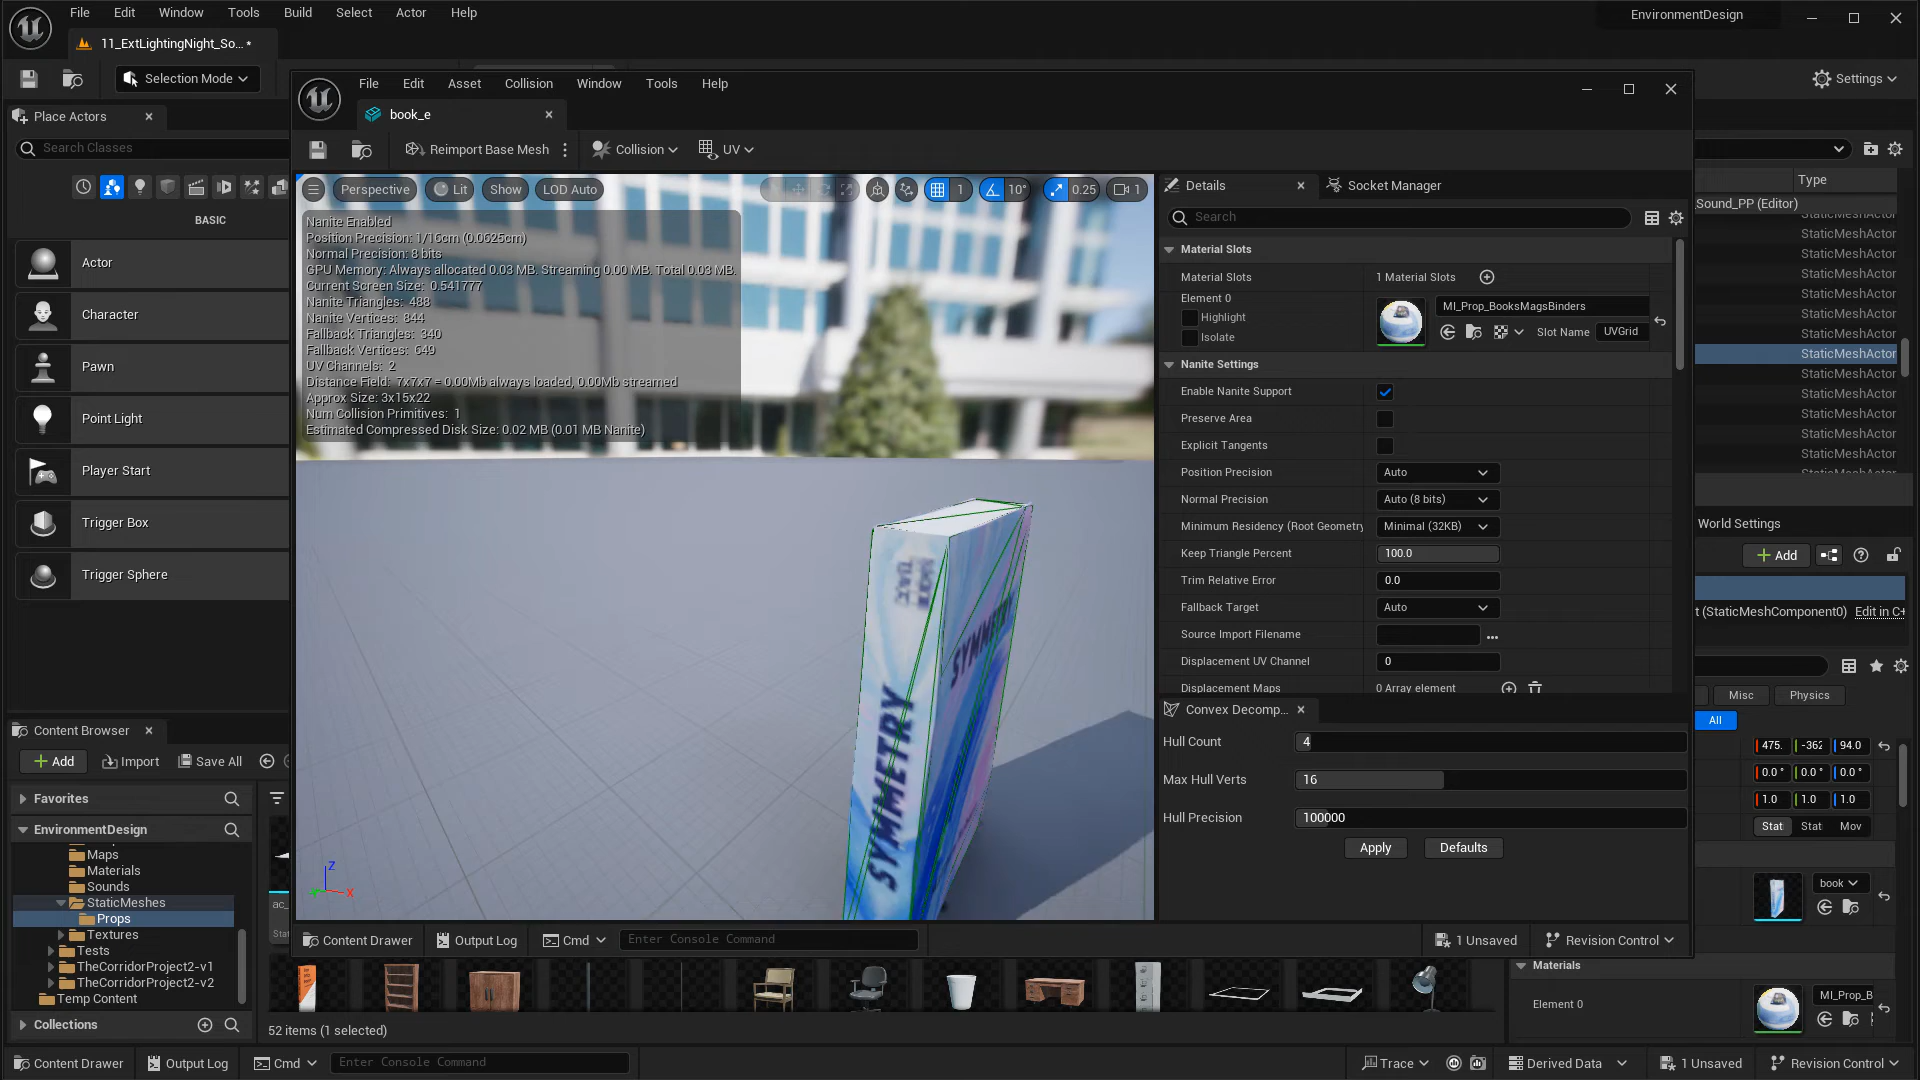 File Edit Window Tools Build Select Actor Help
EnvironmentDesign
11_ExtLightingNight_So... •
Selection Mode
Settings
File Edit Asset Collision Window Tools Help
book_e
Place Actors
Search Classes
Reimport Base Mesh
Collision
UV
Perspective
Lit
Show
LOD Auto
1
10°
0.25
1
Nanite Enabled
Position Precision: 1/16cm (0.0625cm)
Normal Precision: 8 bits
GPU Memory: Always allocated 0.03 MB. Streaming 0.00 MB. Total 0.03 MB.
Current Screen Size: 0.541777
Nanite Triangles: 488
Nanite Vertices: 844
Fallback Triangles: 340
Fallback Vertices: 649
UV Channels: 2
Distance Field: 7x7x7 = 0.00Mb always loaded, 0.00Mb streamed
Approx Size: 3x15x22
Num Collision Primitives: 1
Estimated Compressed Disk Size: 0.02 MB (0.01 MB Nanite)
BASIC
Actor
Character
Pawn
Point Light
Player Start
Trigger Box
Trigger Sphere
SYMMETRY
Z
X
Details
Socket Manager
Search
Material Slots
Material Slots
1 Material Slots
Element 0
Highlight
Isolate
MI_Prop_BooksMagsBinders
Slot Name
UVGrid
Nanite Settings
Enable Nanite Support
Preserve Area
Explicit Tangents
Position Precision
Auto
Normal Precision
Auto (8 bits)
Minimum Residency (Root Geometry
Minimal (32KB)
Keep Triangle Percent
100.0
Trim Relative Error
0.0
Fallback Target
Auto
Source Import Filename
...
Displacement UV Channel
0
Displacement Maps
0 Array element
Convex Decomp...
Hull Count
4
Max Hull Verts
16
Hull Precision
100000
Apply
Defaults
Type
Sound_PP (Editor)
StaticMeshActor
StaticMeshActor
StaticMeshActor
StaticMeshActor
StaticMeshActor
StaticMeshActor
StaticMeshActor
StaticMeshActor
StaticMeshActor
StaticMeshActor
StaticMeshActor
StaticMeshActor
World Settings
Add
t (StaticMeshComponent0)
Edit in C+
Misc
Physics
All
475.
-362
94.0
0.0 °
0.0 °
0.0 °
1.0
1.0
1.0
Stat
Stat
Mov
book
Materials
Element 0
MI_Prop_B
Content Browser
Add
Import
Save All
Favorites
EnvironmentDesign
Maps
Materials
Sounds
StaticMeshes
Props
Textures
Tests
TheCorridorProject2-v1
TheCorridorProject2-v2
Temp Content
Collections
ac_
Stat
Content Drawer
Output Log
Cmd
Enter Console Command
1 Unsaved
Revision Control
52 items (1 selected)
Content Drawer
Output Log
Cmd
Enter Console Command
Trace
Derived Data
1 Unsaved
Revision Control